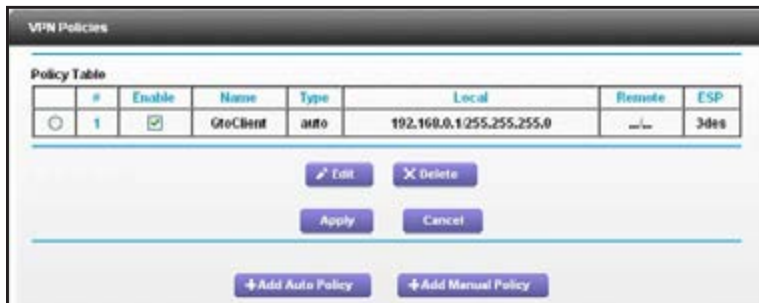 VPN Policies
Policy Table
# Enable Name Type Local Remote ESP
1 GtoClient auto 192.168.0.1/255.255.255.0 ---/--- 3des
Edit Delete
Apply Cancel
+Add Auto Policy +Add Manual Policy